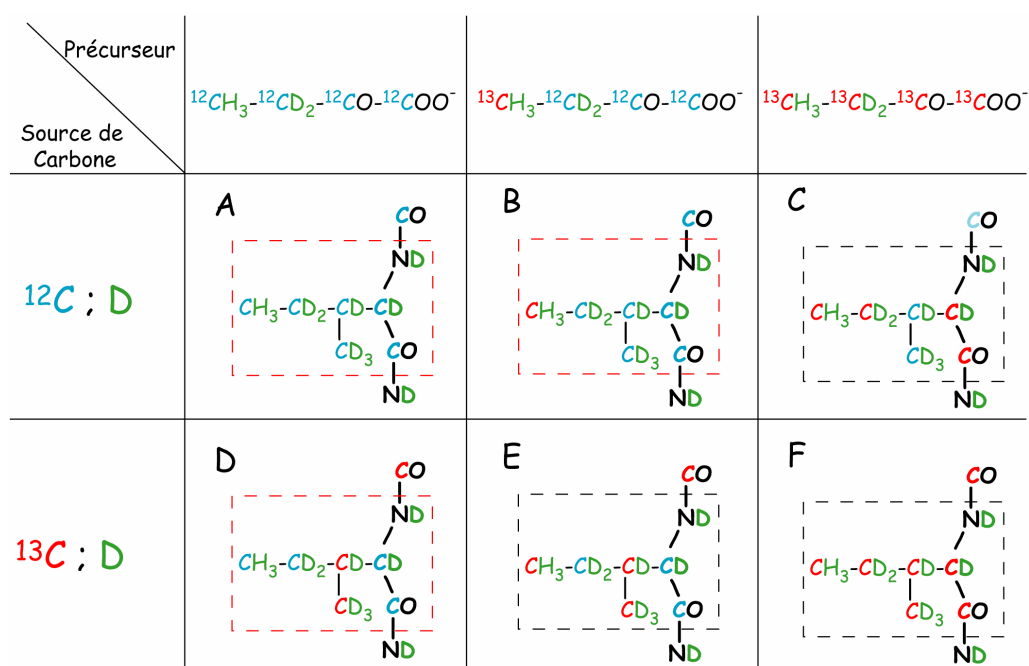 Précurseur
Source de
Carbone
¹²CH₃-¹²CD₂-¹²CO-¹²COO⁻
¹³CH₃-¹²CD₂-¹²CO-¹²COO⁻
¹³CH₃-¹³CD₂-¹³CO-¹³COO⁻
¹²C ; D
A
CO
ND
CH₃-CD₂-CD-CD
CD₃
CO
ND
B
CO
ND
CH₃-CD₂-CD-CD
CD₃
CO
ND
C
CO
ND
CH₃-CD₂-CD-CD
CD₃
CO
ND
¹³C ; D
D
CO
ND
CH₃-CD₂-CD-CD
CD₃
CO
ND
E
CO
ND
CH₃-CD₂-CD-CD
CD₃
CO
ND
F
CO
ND
CH₃-CD₂-CD-CD
CD₃
CO
ND